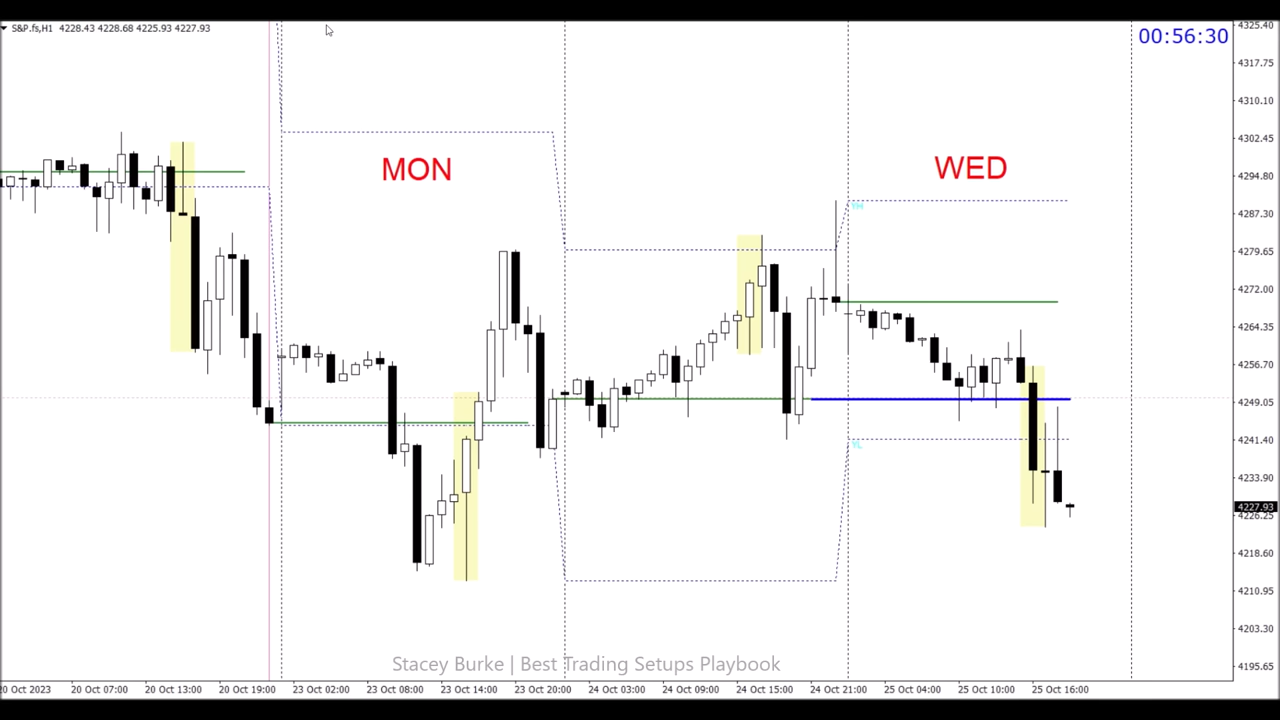 S&P.fs,H1 4228.43 4228.68 4225.93 4227.93
00:56:30
MON
WED
YH
YL
4325.40
4317.75
4310.10
4302.45
4294.80
4287.30
4279.65
4272.00
4264.35
4256.70
4249.05
4241.40
4233.90
4227.93
4226.25
4218.60
4210.95
4203.30
4195.65
Stacey Burke | Best Trading Setups Playbook
20 Oct 2023 20 Oct 07:00 20 Oct 13:00 20 Oct 19:00 23 Oct 02:00 23 Oct 08:00 23 Oct 14:00 23 Oct 20:00 24 Oct 03:00 24 Oct 09:00 24 Oct 15:00 24 Oct 21:00 25 Oct 04:00 25 Oct 10:00 25 Oct 16:00